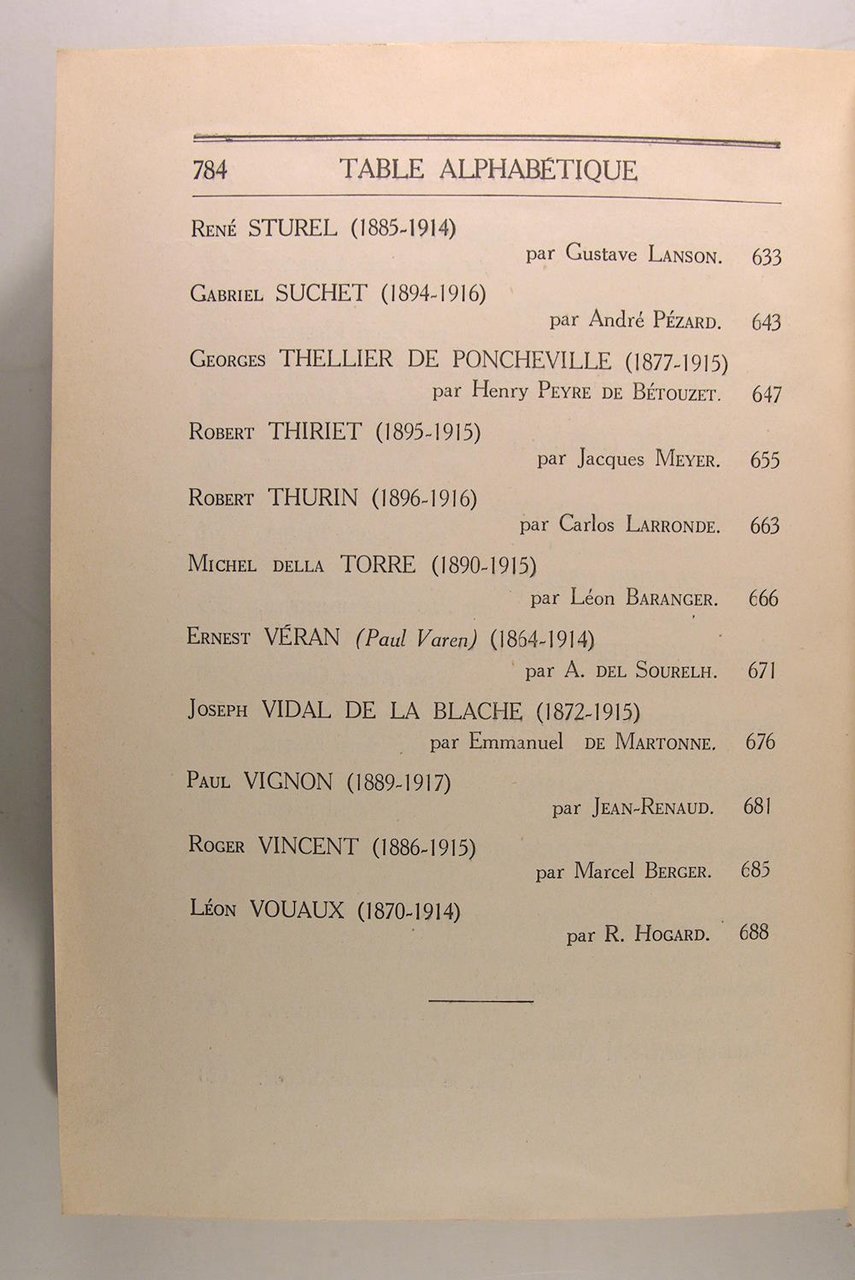 784 TABLE ALPHABÉTIQUE
René STUREL (1885-1914)
par Gustave Lanson. 633
Gabriel SUCHET (1894-1916)
par André Pézard. 643
Georges THELLIER DE PONCHEVILLE (1877-1915)
par Henry Peyre de Bétouzet. 647
Robert THIRIET (1895-1915)
par Jacques Meyer. 655
Robert THURIN (1896-1916)
par Carlos Larronde. 663
Michel della TORRE (1890-1915)
par Léon Baranger. 666
Ernest VÉRAN (Paul Varen) (1864-1914)
par A. del Sourelh. 671
Joseph VIDAL DE LA BLACHE (1872-1915)
par Emmanuel de Martonne. 676
Paul VIGNON (1889-1917)
par Jean-Renaud. 681
Roger VINCENT (1886-1915)
par Marcel Berger. 685
Léon VOUAUX (1870-1914)
par R. Hogard. 688